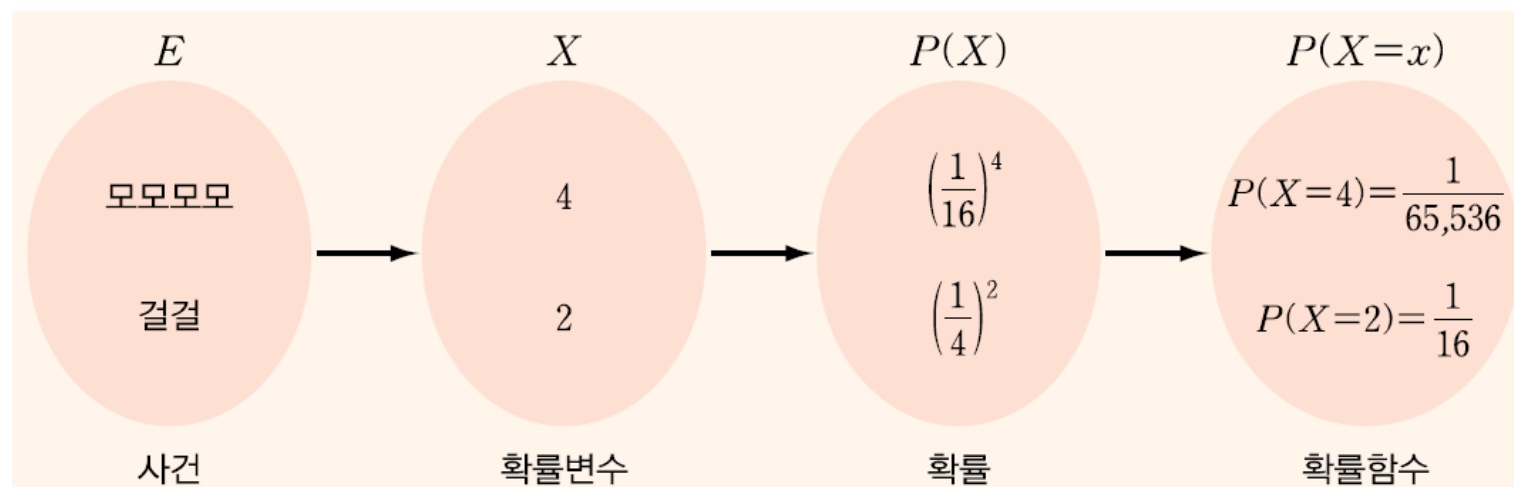 E X P(X) P(X=x)
모모모모 4 (1/16)^4 P(X=4)=1/65,536
걸걸 2 (1/4)^2 P(X=2)=1/16
사건 확률변수 확률 확률함수